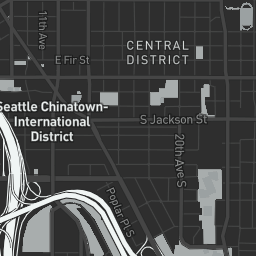 11th Ave
E Fir St
CENTRAL
DISTRICT
Seattle Chinatown-
International
District
S Jackson St
20th Ave S
Poplar Pl S